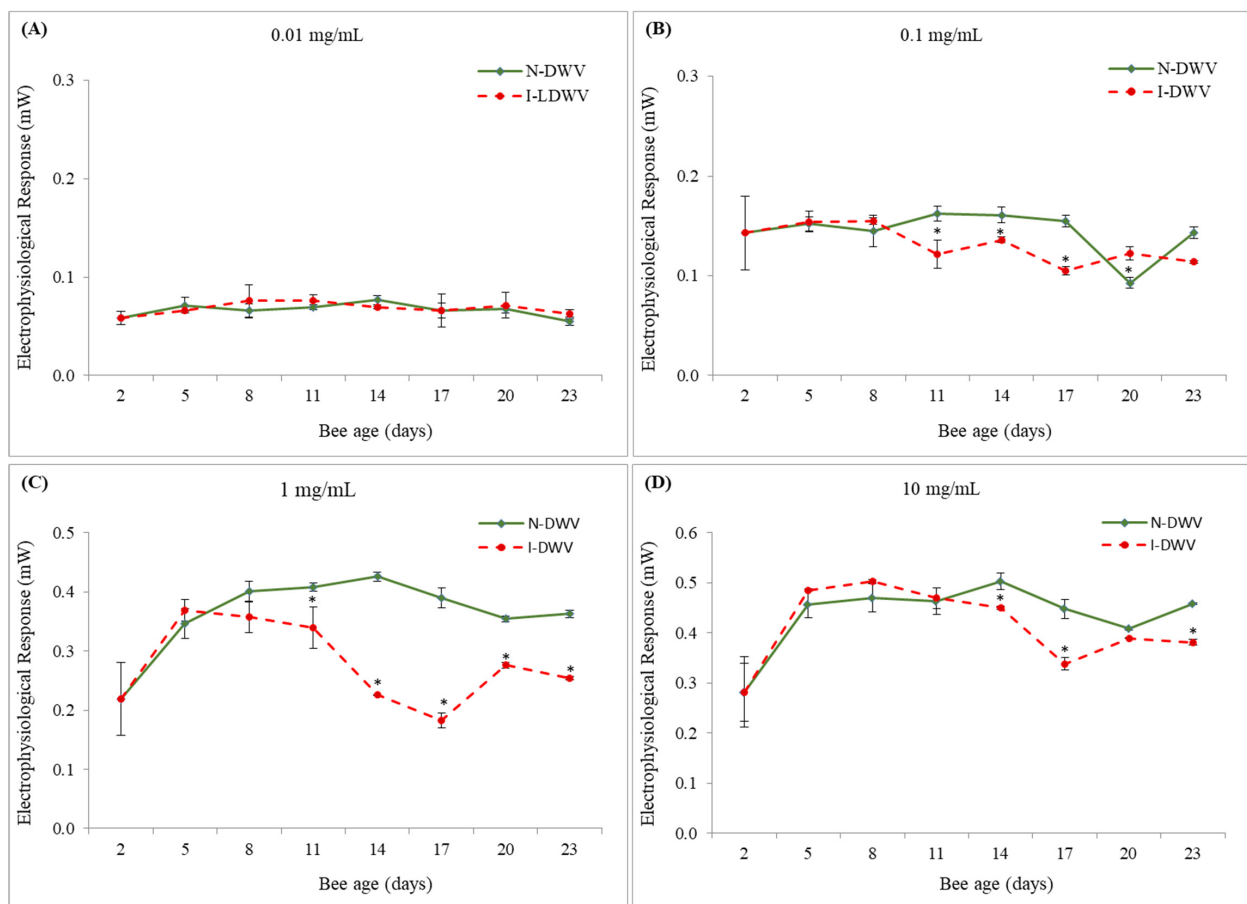 (A)
0.01 mg/mL
N-DWV
I-LDWV
Electrophysiological Response (mW)
0.3
0.2
0.1
0.0
2 5 8 11 14 17 20 23
Bee age (days)
(B)
0.1 mg/mL
N-DWV
I-DWV
Electrophysiological Response (mW)
0.3
0.2
0.1
0.0
* * * *
2 5 8 11 14 17 20 23
Bee age (days)
(C)
1 mg/mL
N-DWV
I-DWV
Electrophysiological Response (mW)
0.5
0.4
0.3
0.2
0.1
0.0
* * * * *
2 5 8 11 14 17 20 23
Bee age (days)
(D)
10 mg/mL
N-DWV
I-DWV
Electrophysiological Response (mW)
0.6
0.5
0.4
0.3
0.2
0.1
0.0
* * *
2 5 8 11 14 17 20 23
Bee age (days)